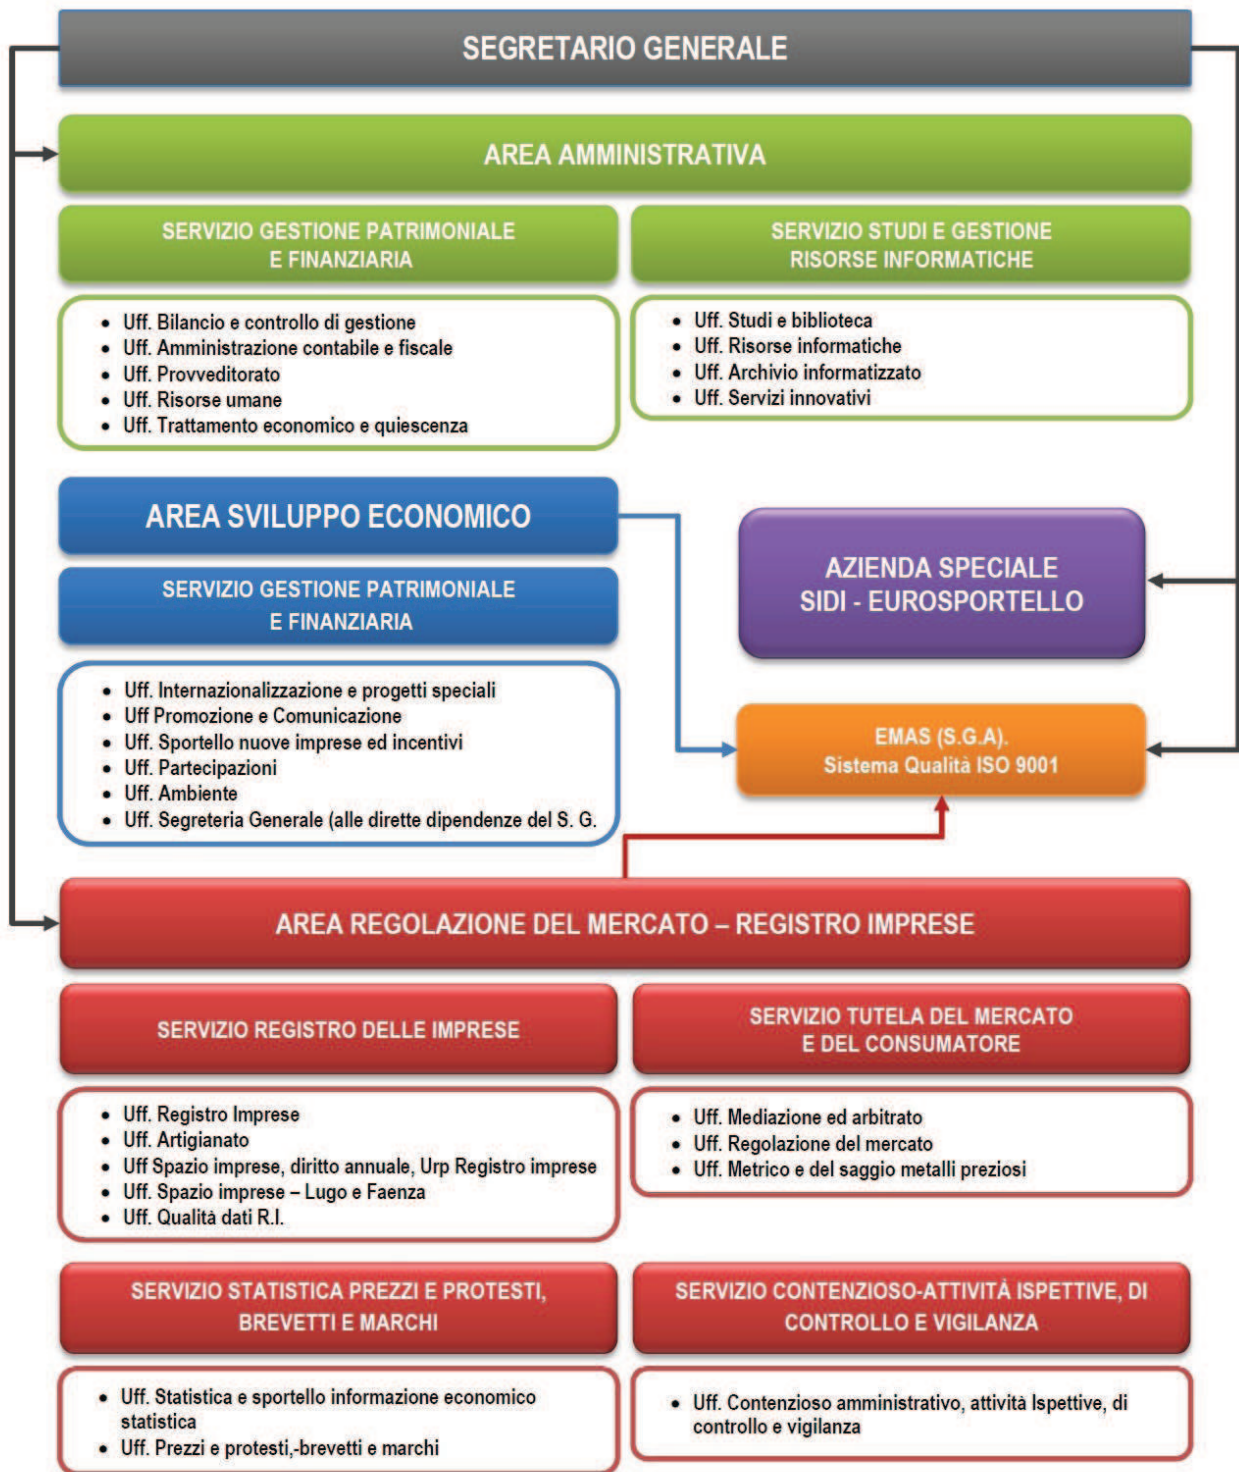 SEGRETARIO GENERALE
AREA AMMINISTRATIVA
SERVIZIO GESTIONE PATRIMONIALE
E FINANZIARIA
• Uff. Bilancio e controllo di gestione
• Uff. Amministrazione contabile e fiscale
• Uff. Provveditorato
• Uff. Risorse umane
• Uff. Trattamento economico e quiescenza
SERVIZIO STUDI E GESTIONE
RISORSE INFORMATICHE
• Uff. Studi e biblioteca
• Uff. Risorse informatiche
• Uff. Archivio informatizzato
• Uff. Servizi innovativi
AREA SVILUPPO ECONOMICO
SERVIZIO GESTIONE PATRIMONIALE
E FINANZIARIA
• Uff. Internazionalizzazione e progetti speciali
• Uff Promozione e Comunicazione
• Uff. Sportello nuove imprese ed incentivi
• Uff. Partecipazioni
• Uff. Ambiente
• Uff. Segreteria Generale (alle dirette dipendenze del S. G.
AZIENDA SPECIALE
SIDI - EUROSPORTELLO
EMAS (S.G.A).
Sistema Qualità ISO 9001
AREA REGOLAZIONE DEL MERCATO – REGISTRO IMPRESE
SERVIZIO REGISTRO DELLE IMPRESE
• Uff. Registro Imprese
• Uff. Artigianato
• Uff Spazio imprese, diritto annuale, Urp Registro imprese
• Uff. Spazio imprese – Lugo e Faenza
• Uff. Qualità dati R.I.
SERVIZIO TUTELA DEL MERCATO
E DEL CONSUMATORE
• Uff. Mediazione ed arbitrato
• Uff. Regolazione del mercato
• Uff. Metrico e del saggio metalli preziosi
SERVIZIO STATISTICA PREZZI E PROTESTI,
BREVETTI E MARCHI
• Uff. Statistica e sportello informazione economico
statistica
• Uff. Prezzi e protesti,-brevetti e marchi
SERVIZIO CONTENZIOSO-ATTIVITÀ ISPETTIVE, DI
CONTROLLO E VIGILANZA
• Uff. Contenzioso amministrativo, attività Ispettive, di
controllo e vigilanza